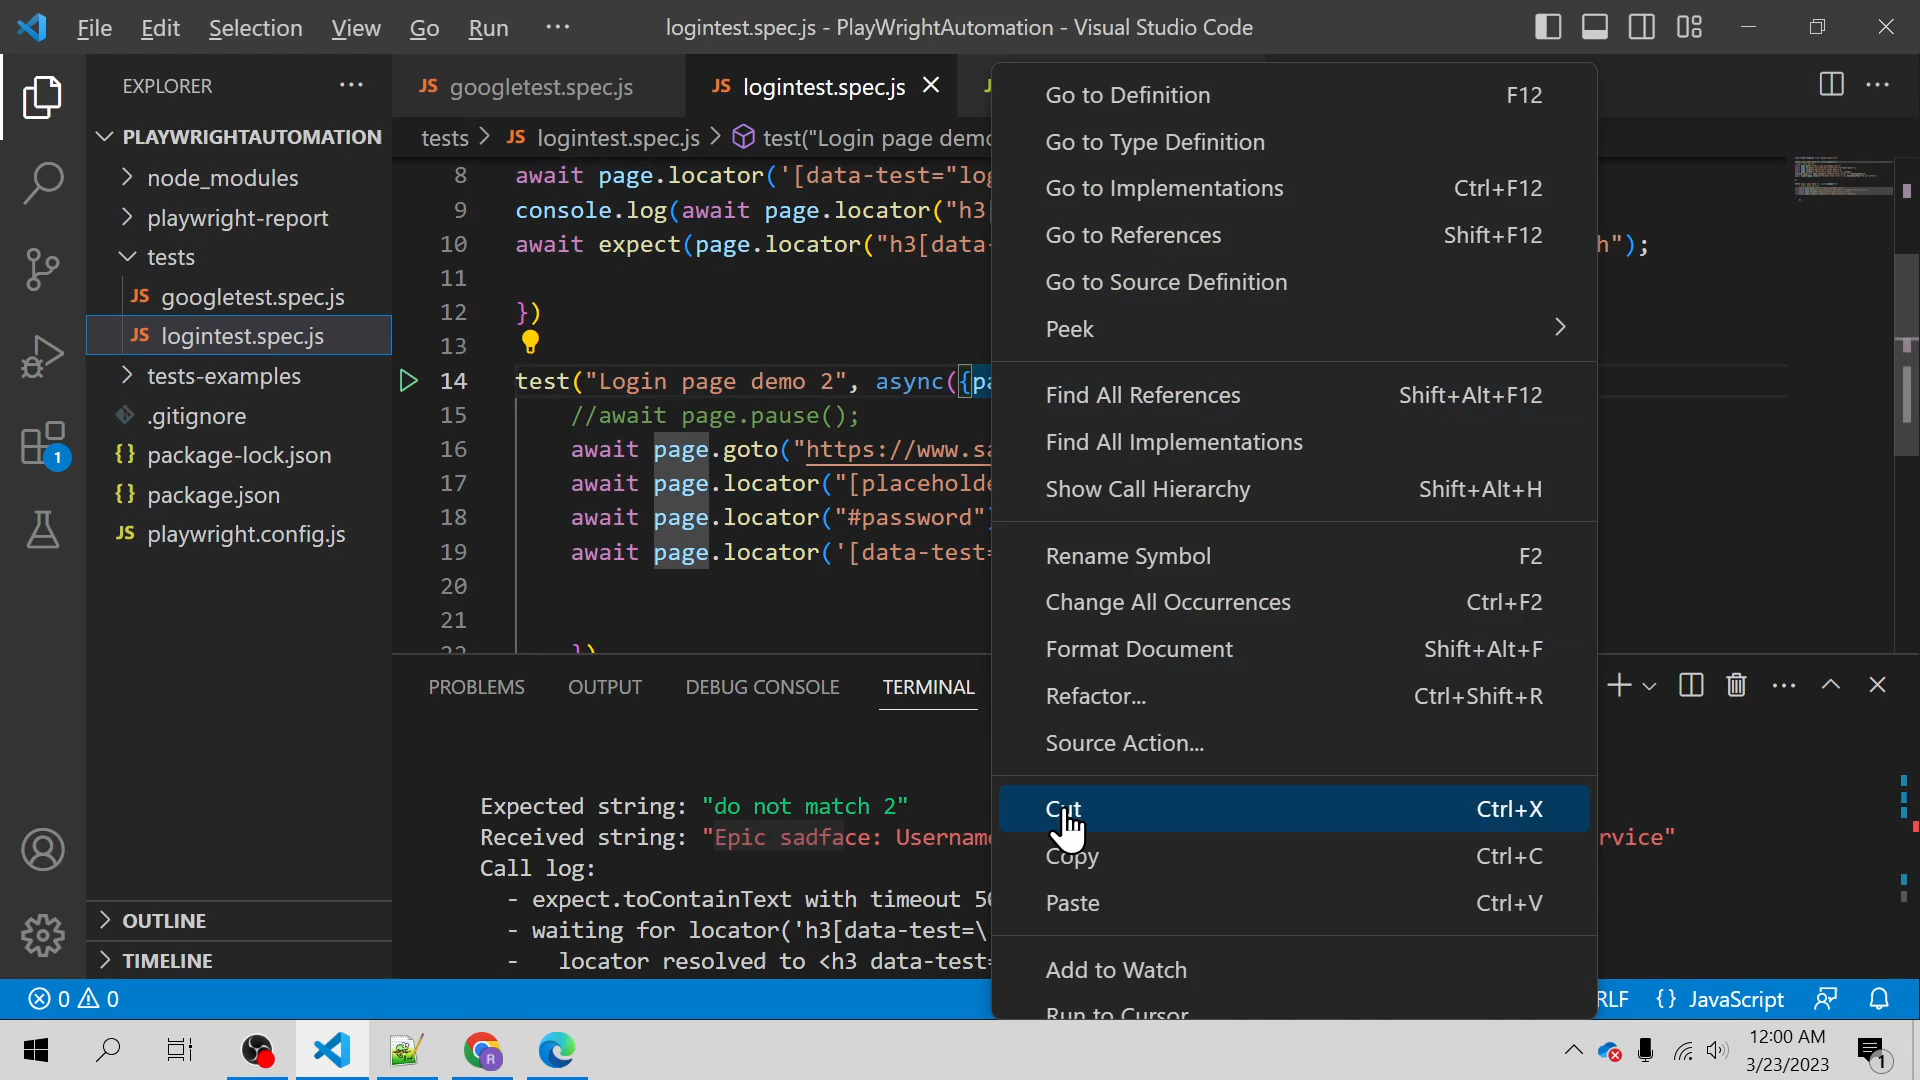 File Edit Selection View Go Run ··· logintest.spec.js - PlayWrightAutomation - Visual Studio Code
EXPLORER ···
PLAYWRIGHTAUTOMATION
node_modules
playwright-report
tests
JS googletest.spec.js
JS logintest.spec.js
tests-examples
.gitignore
{} package-lock.json
{} package.json
JS playwright.config.js
OUTLINE
TIMELINE
1
JS googletest.spec.js JS logintest.spec.js
tests > JS logintest.spec.js > test("Login page demo
8 await page.locator('[data-test="log
9 console.log(await page.locator("h3[
10 await expect(page.locator("h3[data- h");
11
12 })
13
14 test("Login page demo 2", async({pa
15 //await page.pause();
16 await page.goto("https://www.sa
17 await page.locator("[placeholde
18 await page.locator("#password")
19 await page.locator('[data-test=
20
21
22 })
PROBLEMS OUTPUT DEBUG CONSOLE TERMINAL
Expected string: "do not match 2"
Received string: "Epic sadface: Username rvice"
Call log:
- expect.toContainText with timeout 50
- waiting for locator('h3[data-test=\
- locator resolved to <h3 data-test=
Go to Definition F12
Go to Type Definition
Go to Implementations Ctrl+F12
Go to References Shift+F12
Go to Source Definition
Peek
Find All References Shift+Alt+F12
Find All Implementations
Show Call Hierarchy Shift+Alt+H
Rename Symbol F2
Change All Occurrences Ctrl+F2
Format Document Shift+Alt+F
Refactor... Ctrl+Shift+R
Source Action...
Cut Ctrl+X
Copy Ctrl+C
Paste Ctrl+V
Add to Watch
Run to Cursor
0 0 RLF {} JavaScript
R
12:00 AM
3/23/2023
1